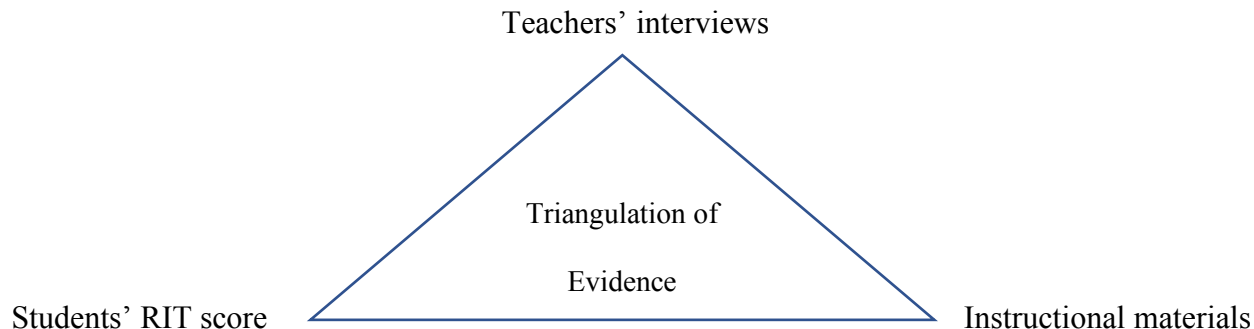 Teachers’ interviews
Triangulation of
Evidence
Students’ RIT score
Instructional materials